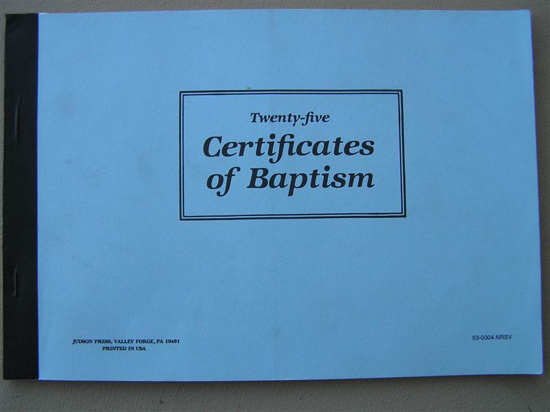 Twenty-five
Certificates
of Baptism
JUDSON PRESS, VALLEY FORGE, PA 19481
PRINTED IN USA
53-0004 NRSV